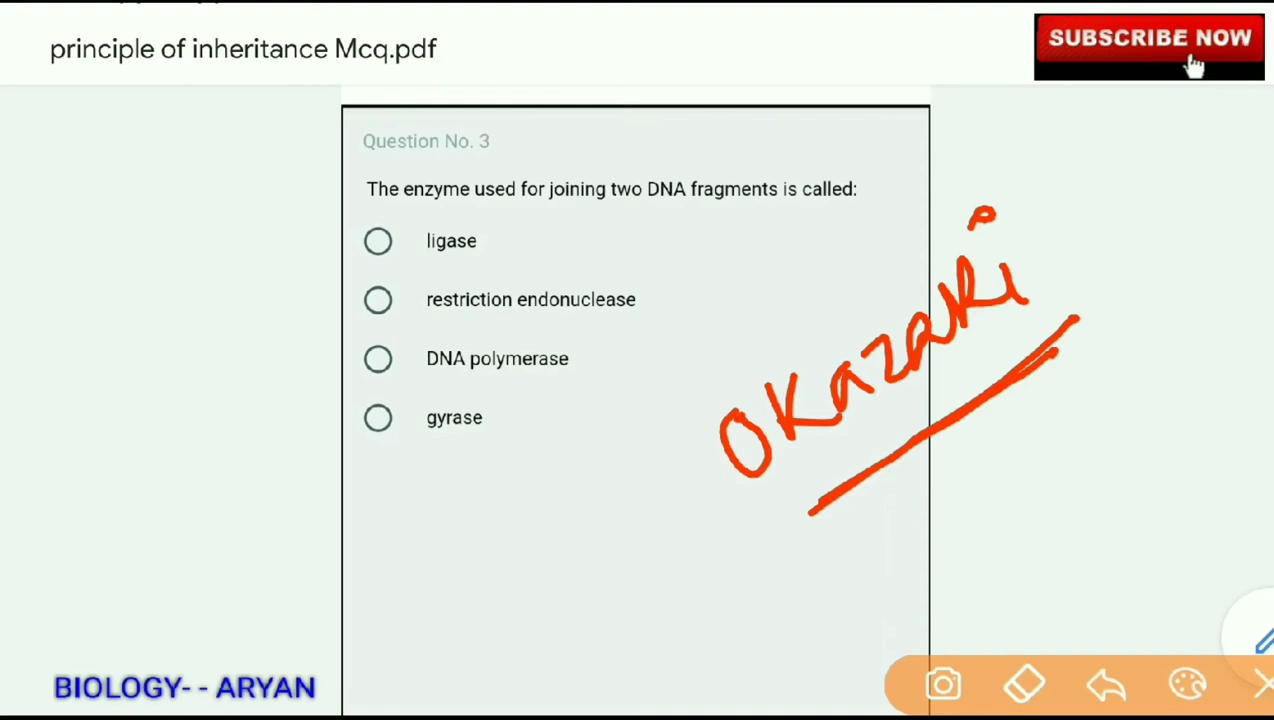 principle of inheritance Mcq.pdf
SUBSCRIBE NOW
Question No. 3
The enzyme used for joining two DNA fragments is called:
ligase
restriction endonuclease
DNA polymerase
gyrase
OKazaki
BIOLOGY- - ARYAN